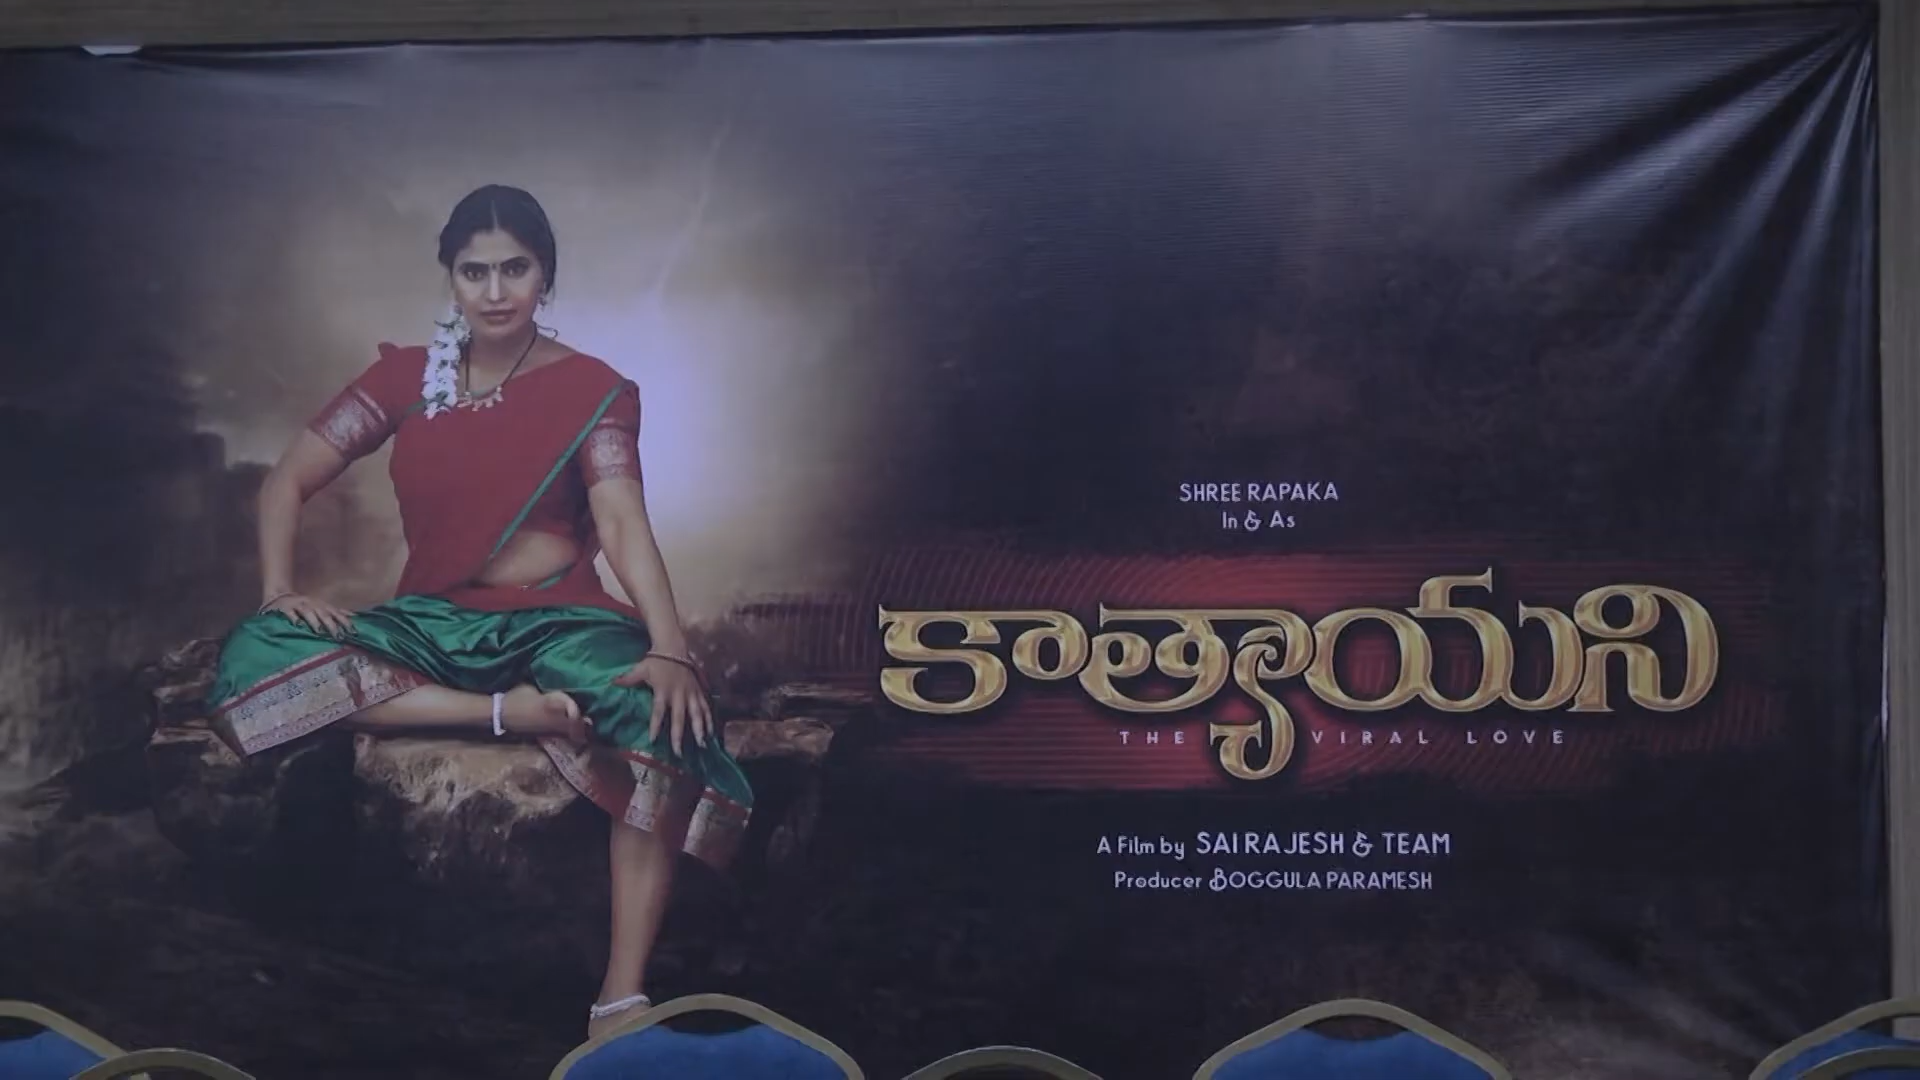 SHREE RAPAKA
In & As
కాత్యాయని
THE VIRAL LOVE
A Film by SAI RAJESH & TEAM
Producer BOGGULA PARAMESH